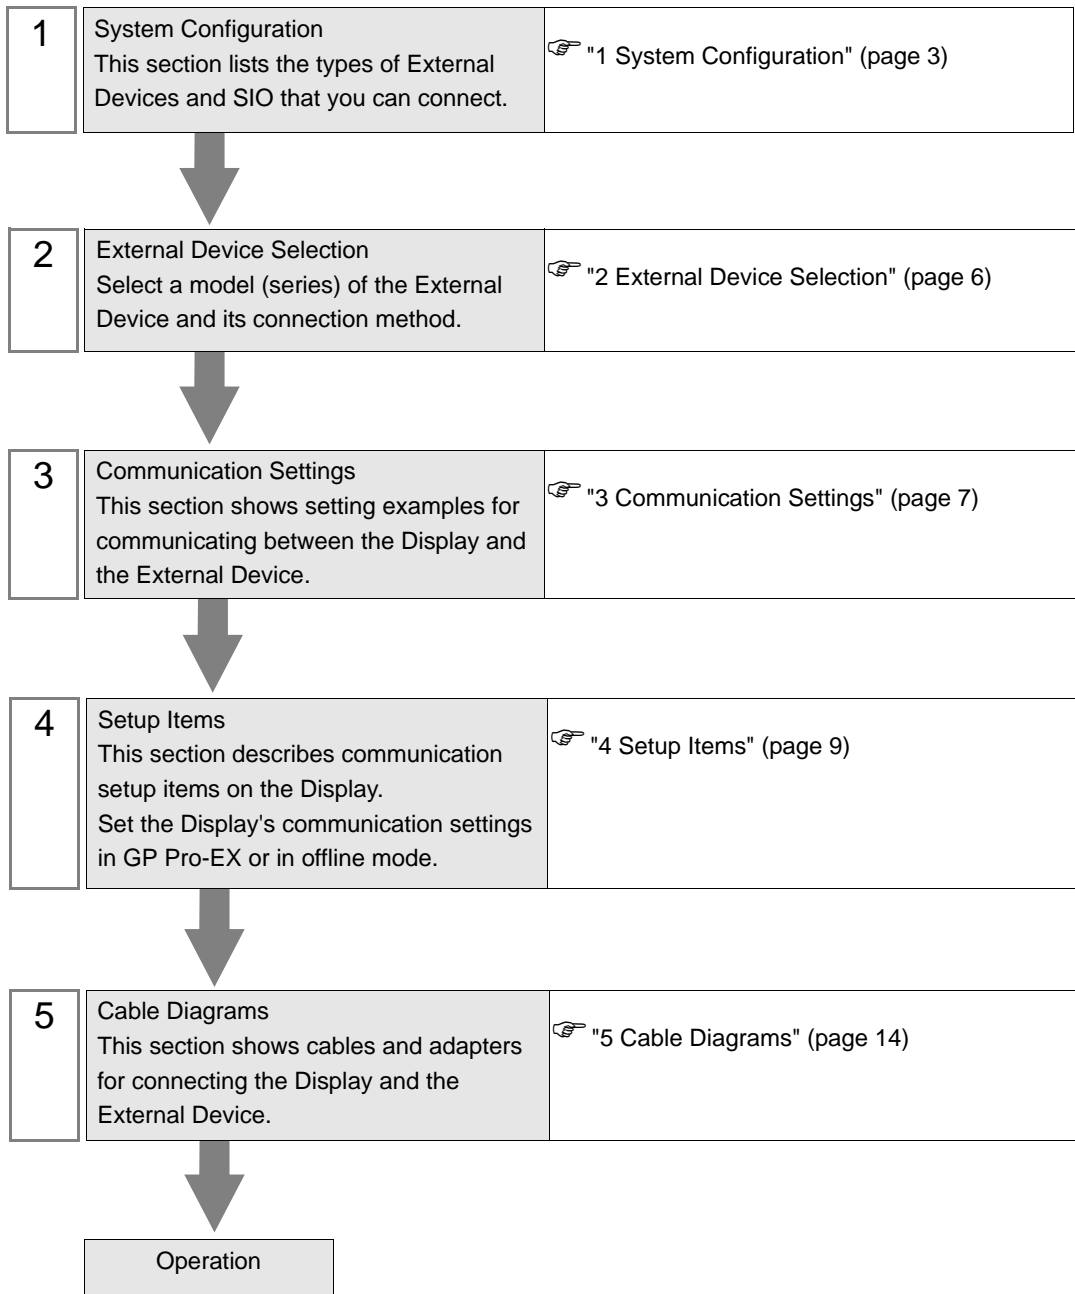 1
System Configuration
This section lists the types of External
Devices and SIO that you can connect.
"1 System Configuration" (page 3)
2
External Device Selection
Select a model (series) of the External
Device and its connection method.
"2 External Device Selection" (page 6)
3
Communication Settings
This section shows setting examples for
communicating between the Display and
the External Device.
"3 Communication Settings" (page 7)
4
Setup Items
This section describes communication
setup items on the Display.
Set the Display's communication settings
in GP Pro-EX or in offline mode.
"4 Setup Items" (page 9)
5
Cable Diagrams
This section shows cables and adapters
for connecting the Display and the
External Device.
"5 Cable Diagrams" (page 14)
Operation